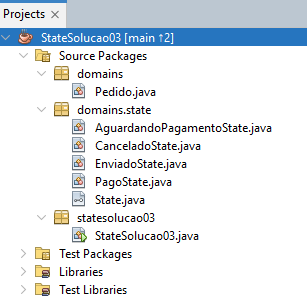 Projects
StateSolucao03 [main ↑2]
Source Packages
domains
Pedido.java
domains.state
AguardandoPagamentoState.java
CanceladoState.java
EnviadoState.java
PagoState.java
State.java
statesolucao03
StateSolucao03.java
Test Packages
Libraries
Test Libraries